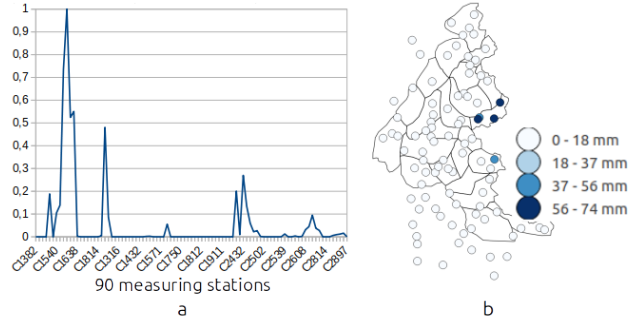 1
0,9
0,8
0,7
0,6
0,5
0,4
0,3
0,2
0,1
0
C1382
C1540
C1638
C1814
C1316
C1432
C1571
C1750
C1812
C1911
C2432
C2502
C2539
C2608
C2814
C2897
90 measuring stations
a
0 - 18 mm
18 - 37 mm
37 - 56 mm
56 - 74 mm
b